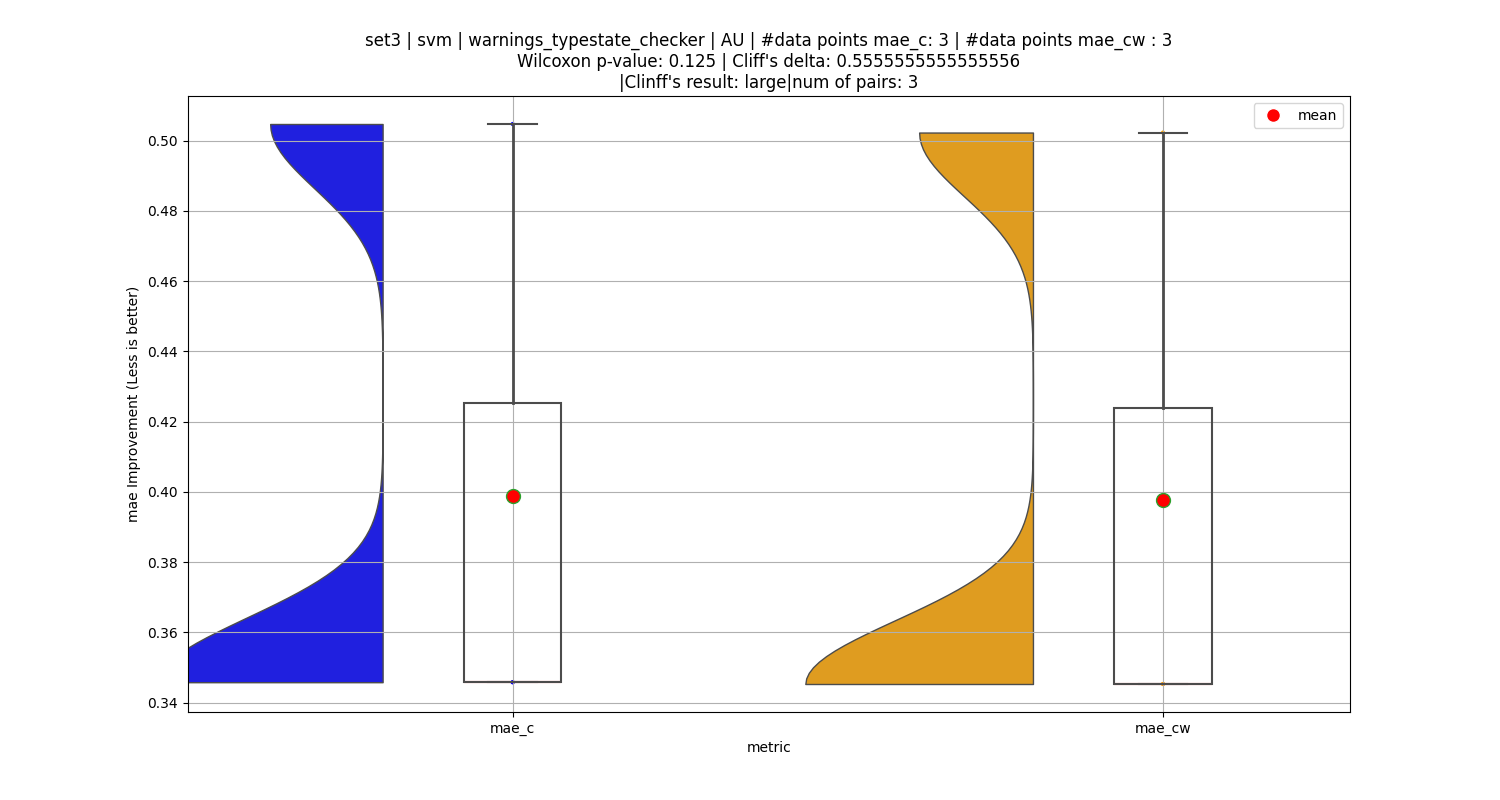 set3 | svm | warnings_typestate_checker | AU | #data points mae_c: 3 | #data points mae_cw : 3
Wilcoxon p-value: 0.125 | Cliff's delta: 0.5555555555555556
|Clinff's result: large|num of pairs: 3
mean
0.50
0.48
0.46
0.44
0.42
0.40
0.38
0.36
0.34
mae Improvement (Less is better)
mae_c
mae_cw
metric